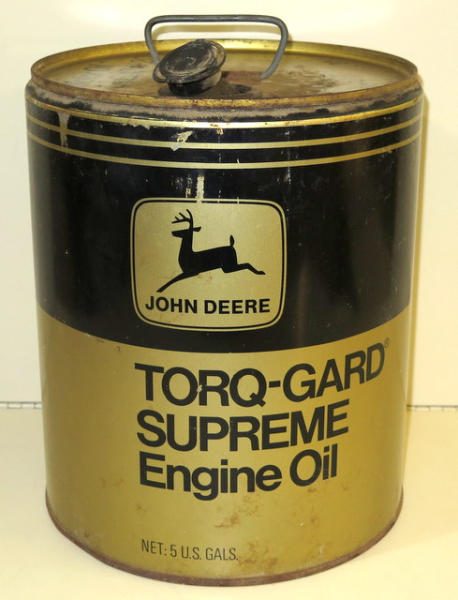 JOHN DEERE
TORQ-GARD®
SUPREME
Engine Oil
NET: 5 U.S. GALS.